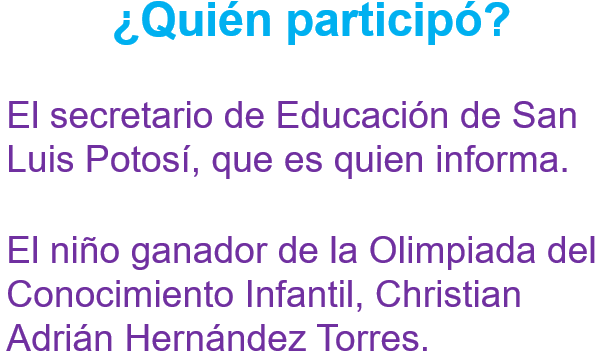 ¿Quién participó?
El secretario de Educación de San
Luis Potosí, que es quien informa.
El niño ganador de la Olimpiada del
Conocimiento Infantil, Christian
Adrián Hernández Torres.